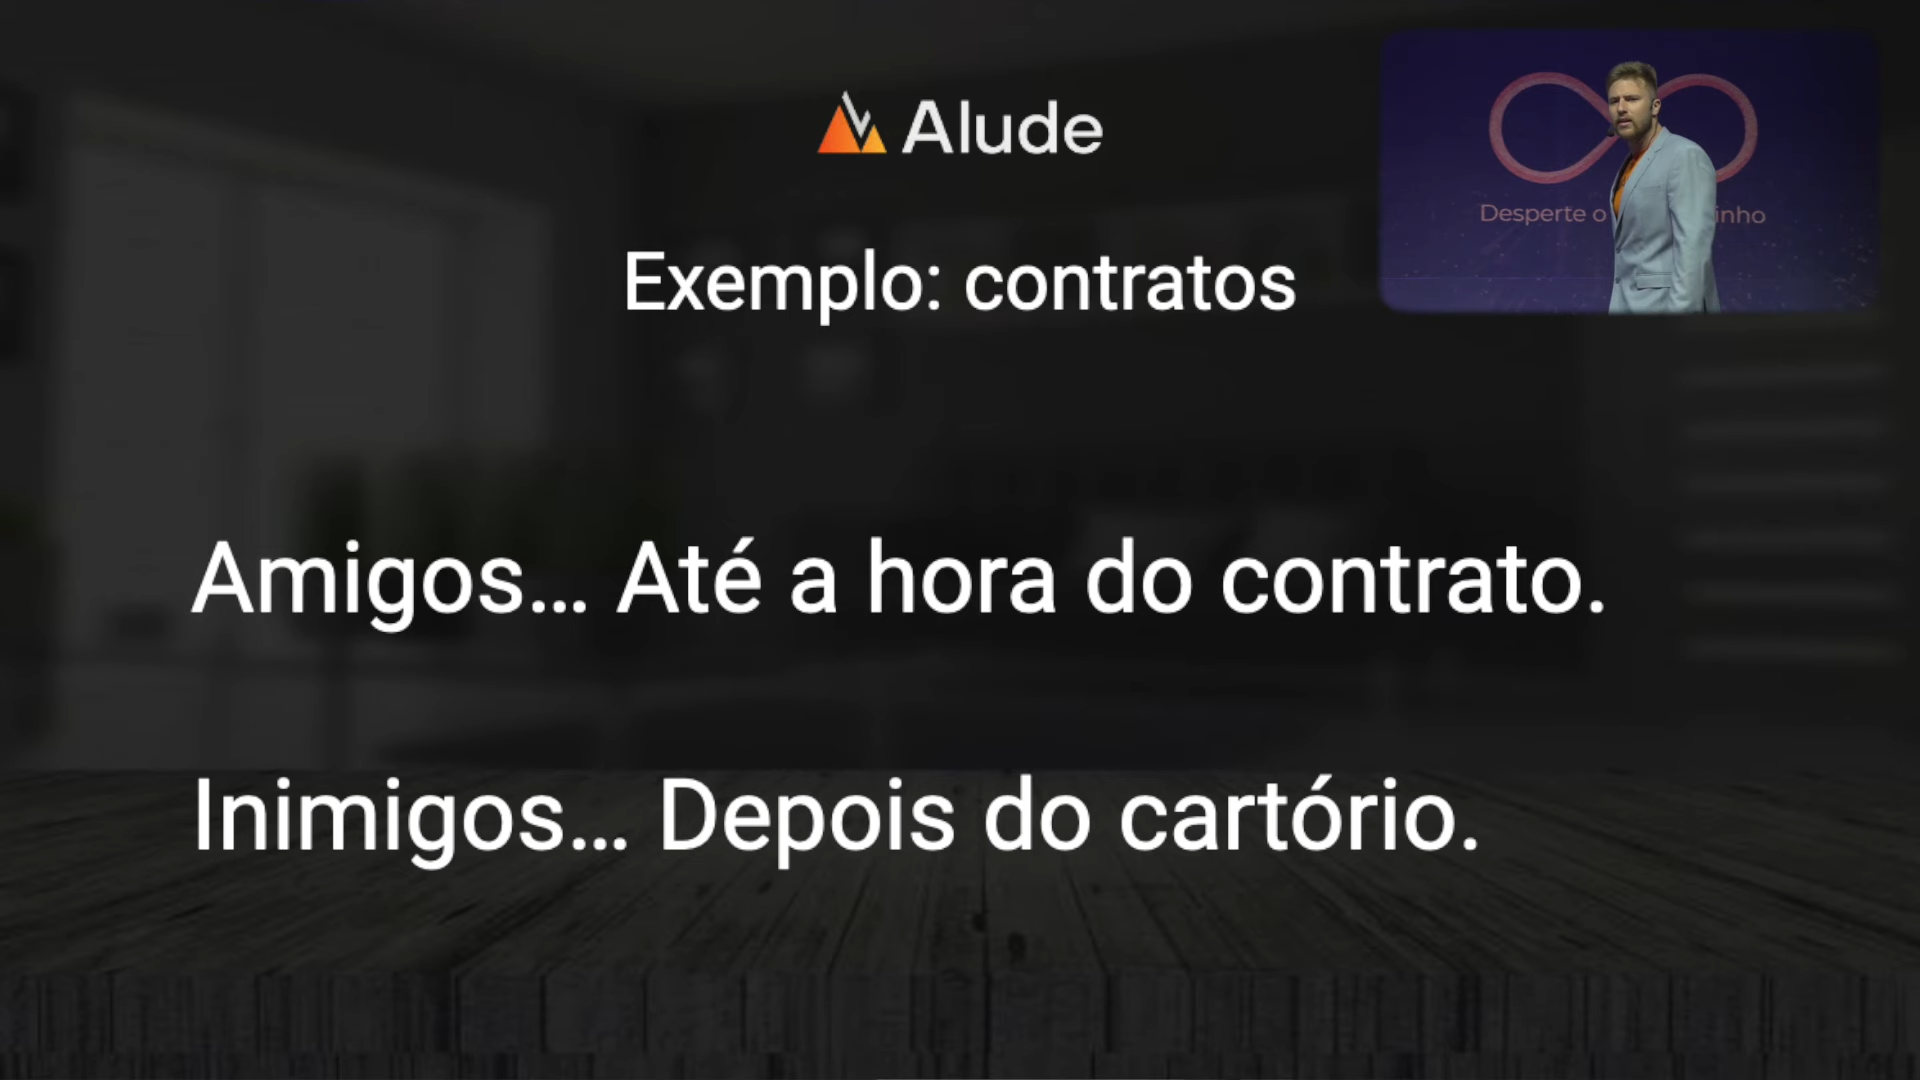 Alude
Exemplo: contratos
Desperte o inho
Amigos... Até a hora do contrato.
Inimigos... Depois do cartório.